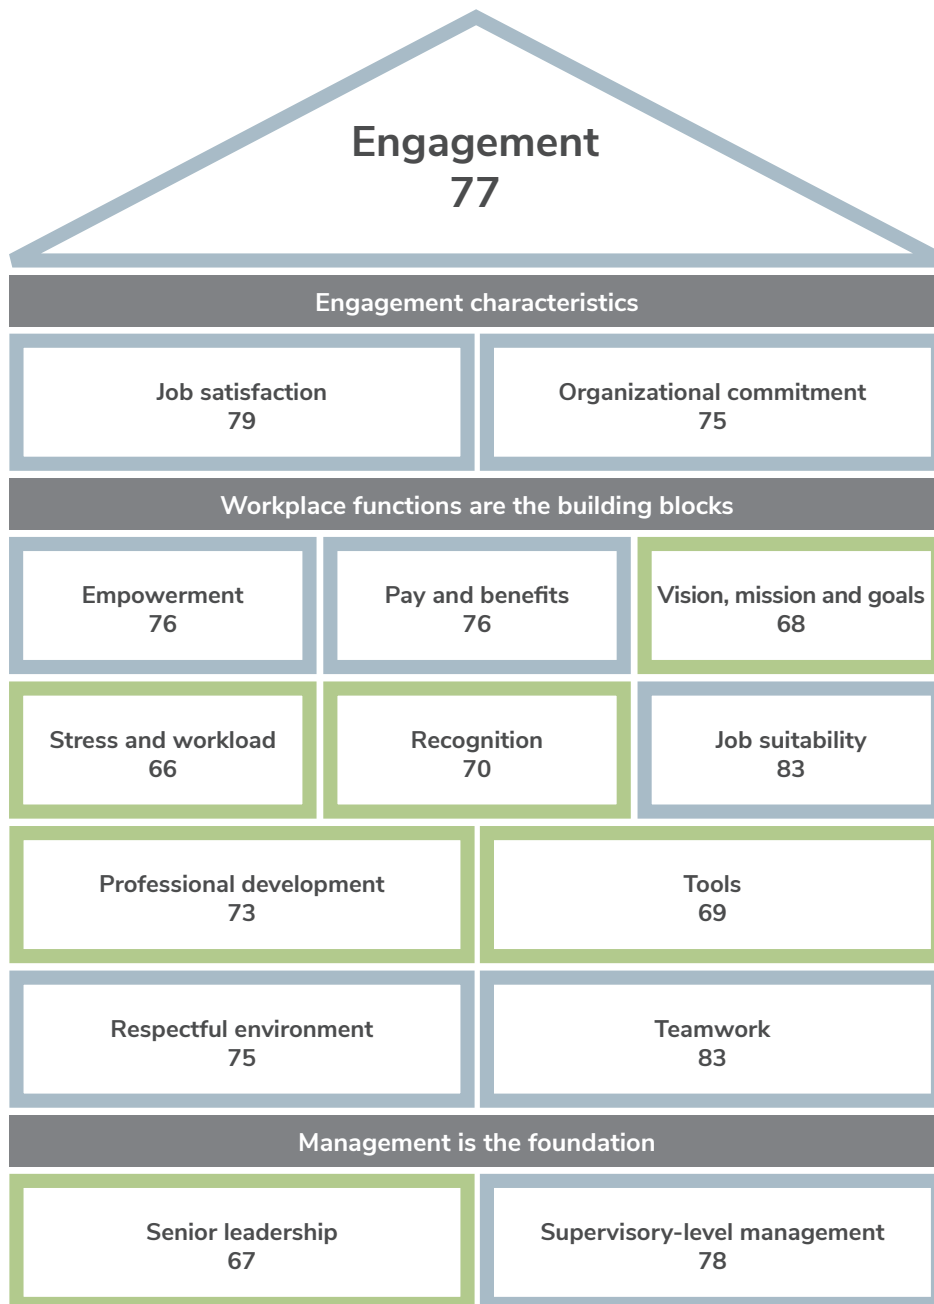 Engagement
77
Engagement characteristics
Job satisfaction
79
Organizational commitment
75
Workplace functions are the building blocks
Empowerment
76
Pay and benefits
76
Vision, mission and goals
68
Stress and workload
66
Recognition
70
Job suitability
83
Professional development
73
Tools
69
Respectful environment
75
Teamwork
83
Management is the foundation
Senior leadership
67
Supervisory-level management
78